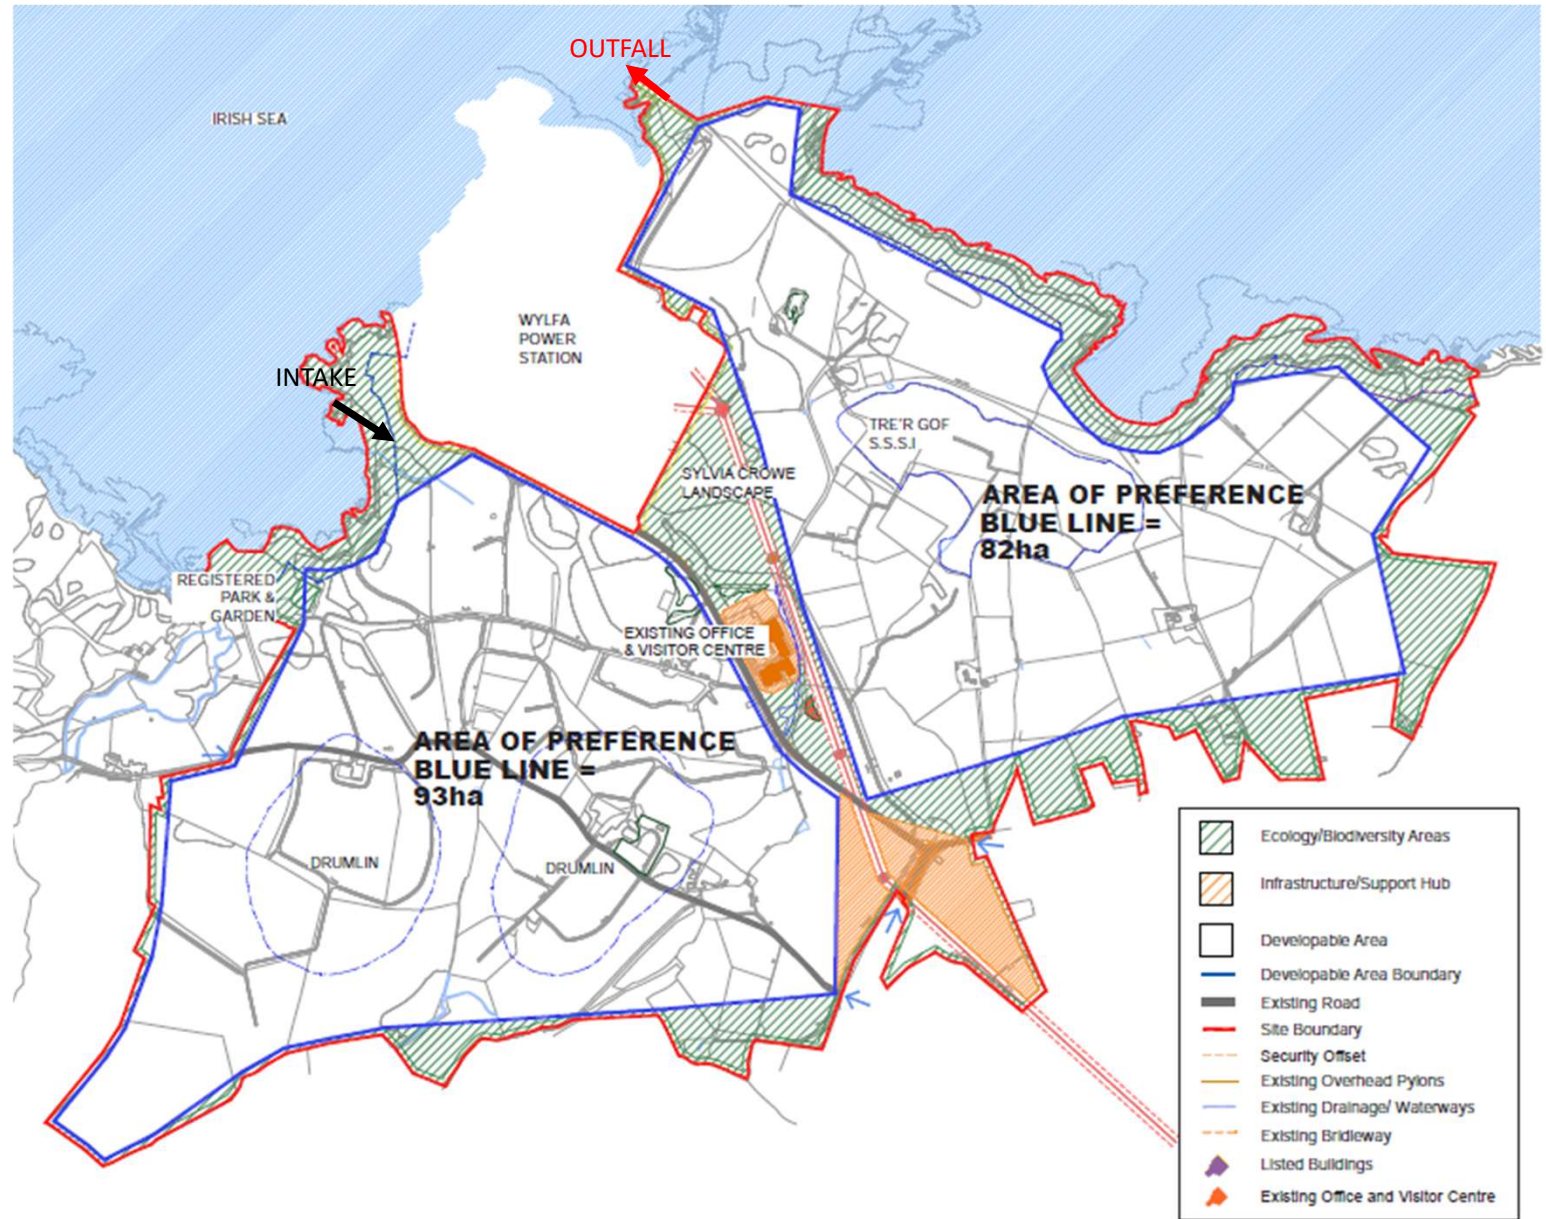 OUTFALL
IRISH SEA
WYLFA
POWER
STATION
INTAKE
TRE'R GOF
S.S.S.I
SYLVIA CROWE
LANDSCAPE
AREA OF PREFERENCE
BLUE LINE =
82ha
REGISTERED
PARK &
GARDEN
EXISTING OFFICE
& VISITOR CENTRE
AREA OF PREFERENCE
BLUE LINE =
93ha
DRUMLIN
DRUMLIN
Ecology/Biodiversity Areas
Infrastructure/Support Hub
Developable Area
Developable Area Boundary
Existing Road
Site Boundary
Security Offset
Existing Overhead Pylons
Existing Drainage/ Waterways
Existing Bridleway
Listed Buildings
Existing Office and Visitor Centre